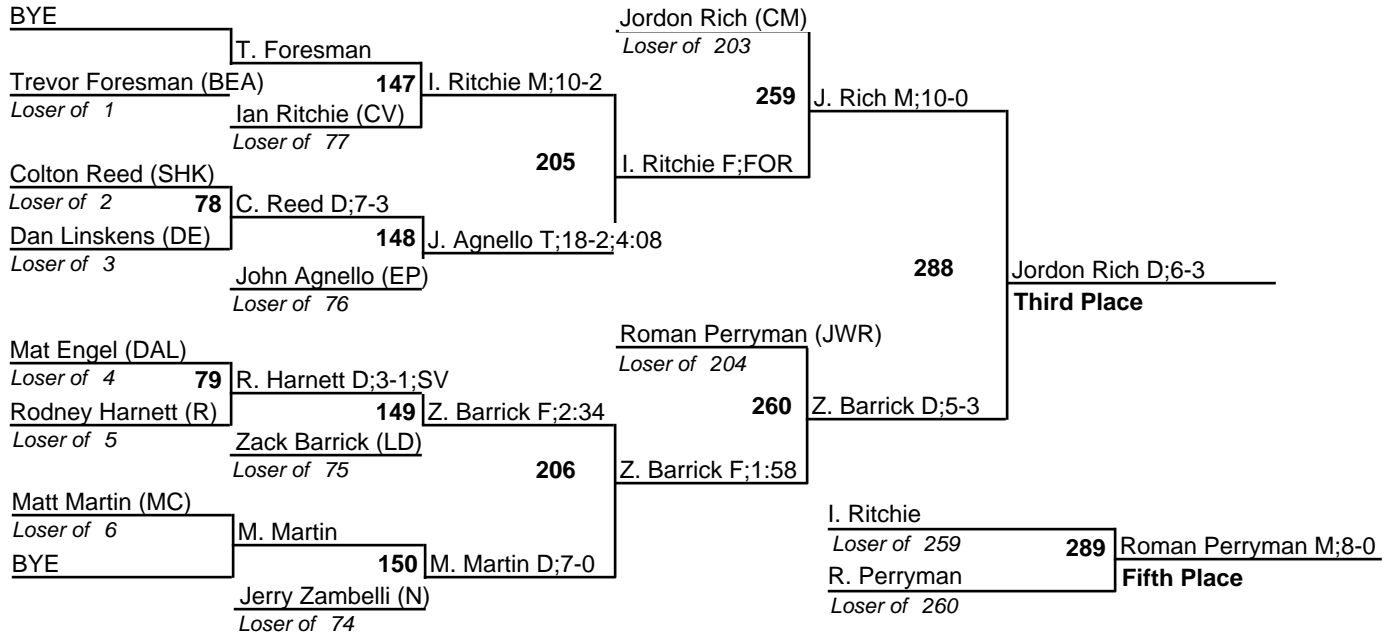 BYE
T. Foresman
Trevor Foresman (BEA)
Loser of 1
147
I. Ritchie M;10-2
Ian Ritchie (CV)
Loser of 77
Colton Reed (SHK)
Loser of 2
78
C. Reed D;7-3
Dan Linskens (DE)
Loser of 3
148
J. Agnello T;18-2;4:08
John Agnello (EP)
Loser of 76
205
I. Ritchie F;FOR
Jordon Rich (CM)
Loser of 203
259
J. Rich M;10-0
Mat Engel (DAL)
Loser of 4
79
R. Harnett D;3-1;SV
Rodney Harnett (R)
Loser of 5
149
Z. Barrick F;2:34
Zack Barrick (LD)
Loser of 75
206
Z. Barrick F;1:58
Matt Martin (MC)
Loser of 6
M. Martin
BYE
150
M. Martin D;7-0
Jerry Zambelli (N)
Loser of 74
Roman Perryman (JWR)
Loser of 204
260
Z. Barrick D;5-3
288
Jordon Rich D;6-3
Third Place
I. Ritchie
Loser of 259
289
Roman Perryman M;8-0
R. Perryman
Fifth Place
Loser of 260